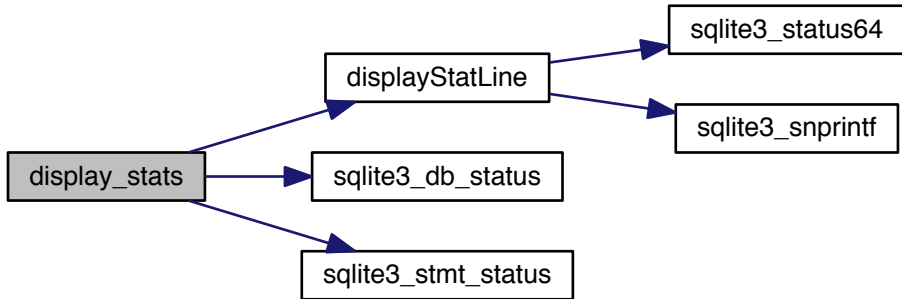 sqlite3_status64
displayStatLine
sqlite3_snprintf
display_stats
sqlite3_db_status
sqlite3_stmt_status